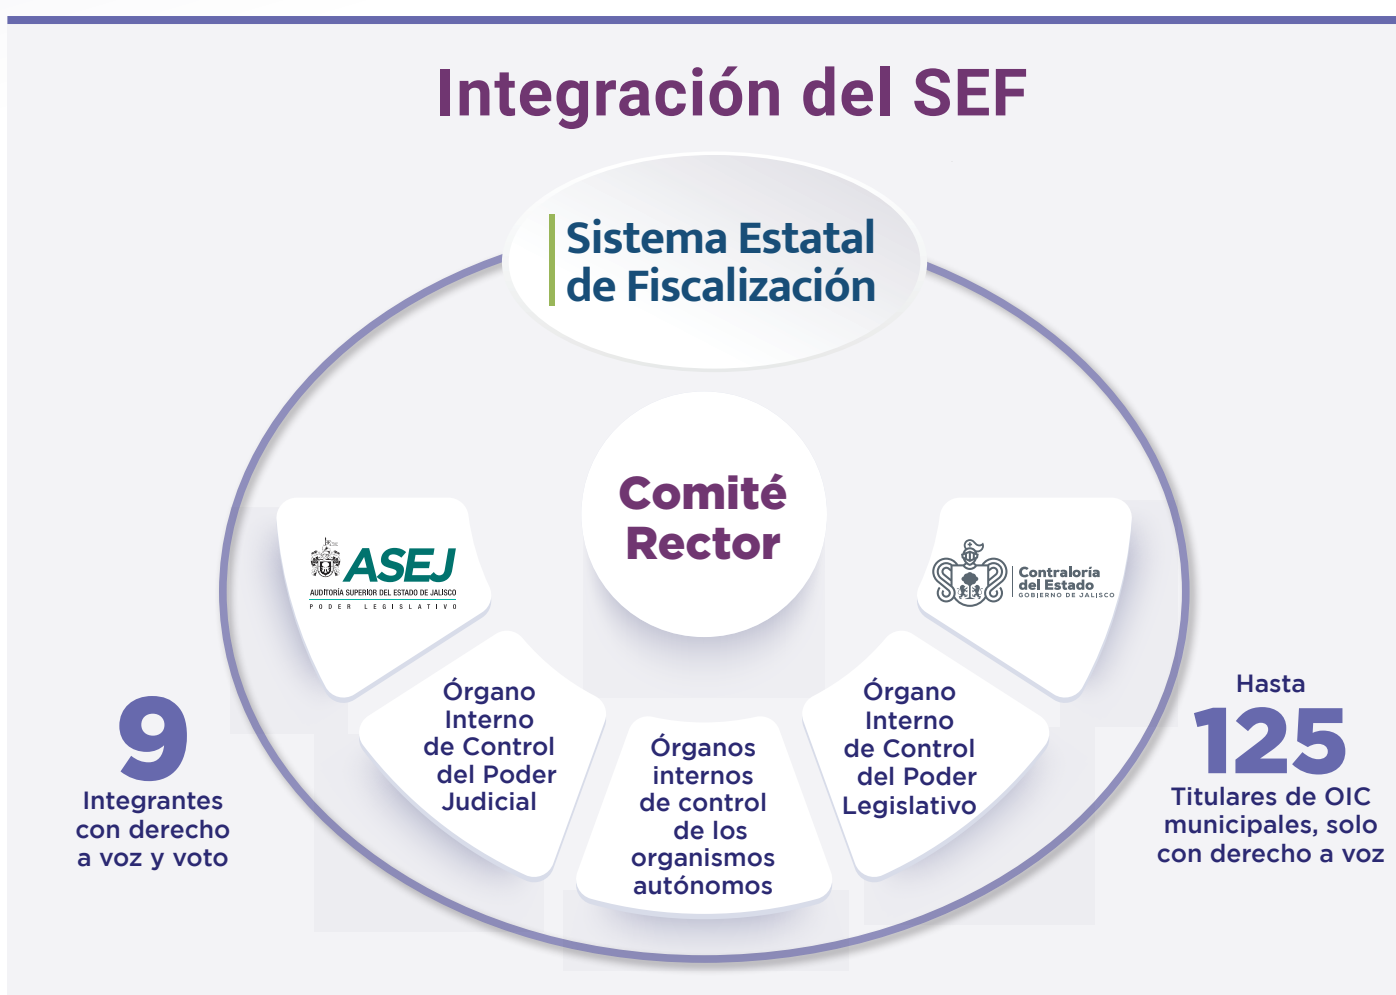 Integración del SEF
Sistema Estatal
de Fiscalización
Comité
Rector
ASEJ
AUDITORÍA SUPERIOR DEL ESTADO DE JALISCO
PODER LEGISLATIVO
Contraloría
del Estado
GOBIERNO DE JALISCO
Órgano
Interno
de Control
del Poder
Judicial
Órganos
internos
de control
de los
organismos
autónomos
Órgano
Interno
de Control
del Poder
Legislativo
9
Integrantes
con derecho
a voz y voto
Hasta
125
Titulares de OIC
municipales, solo
con derecho a voz